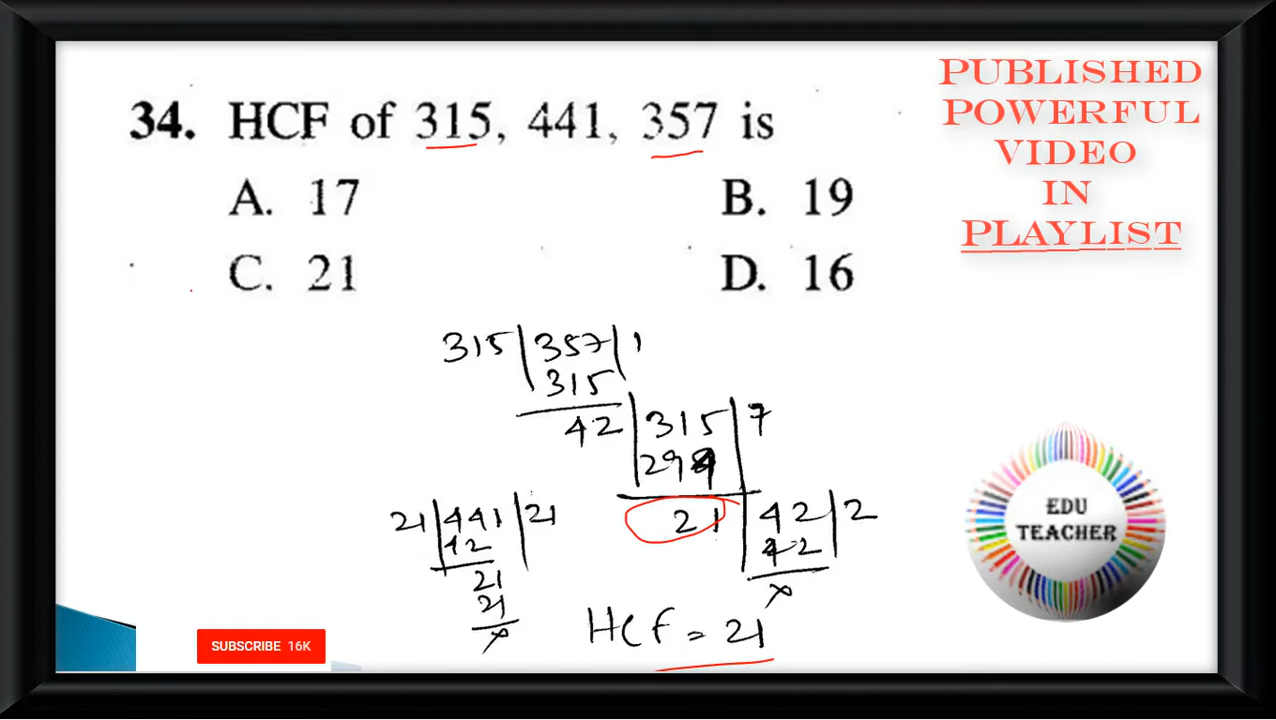 PUBLISHED
POWERFUL
VIDEO
IN
PLAYLIST
34. HCF of 315, 441, 357 is
A. 17 B. 19
C. 21 D. 16
315 357 1
315
42 315 7
294
21 42 2
42
x
21 441 21
42
21
21
x
HCF = 21
EDU
TEACHER
SUBSCRIBE 16K